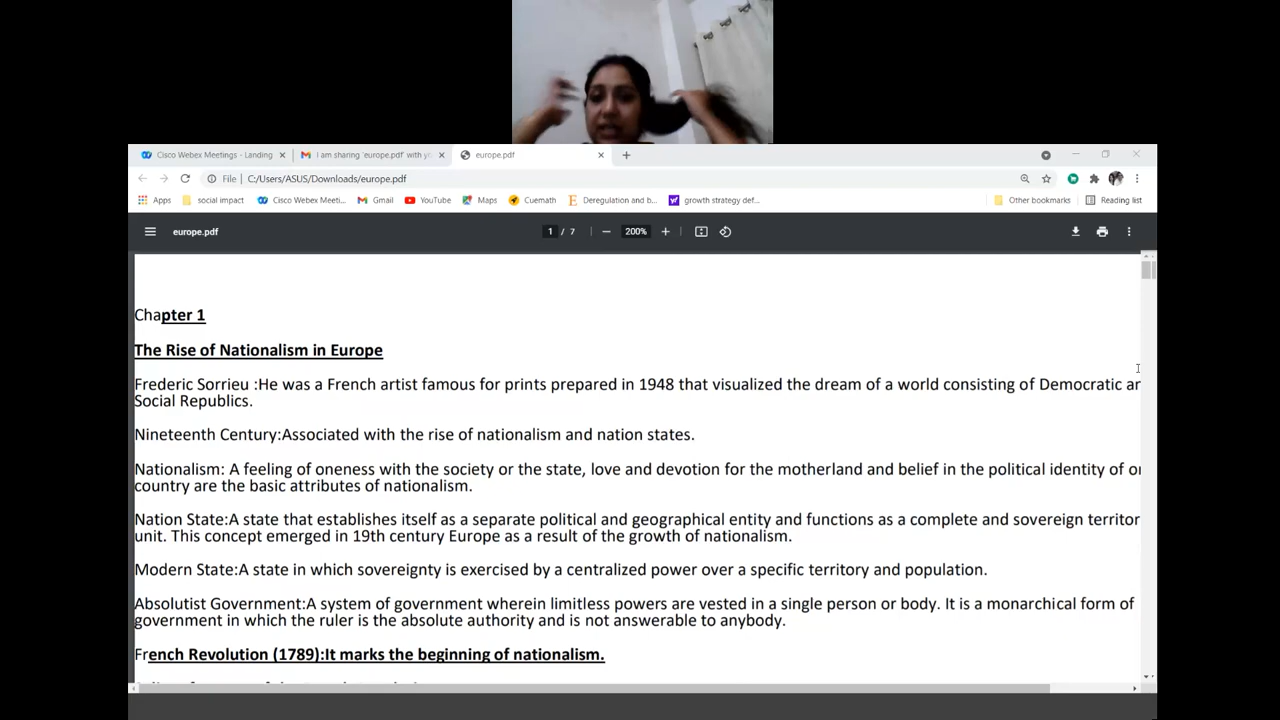 Cisco Webex Meetings - Landing
I am sharing 'europe.pdf' with y
europe.pdf
File | C:/Users/ASUS/Downloads/europe.pdf
Apps social impact Cisco Webex Meeti... Gmail YouTube Maps Cuemath Deregulation and b... growth strategy def... Other bookmarks Reading list
europe.pdf 1 / 7 200%
Chapter 1
The Rise of Nationalism in Europe
Frederic Sorrieu :He was a French artist famous for prints prepared in 1948 that visualized the dream of a world consisting of Democratic
Social Republics.
Nineteenth Century:Associated with the rise of nationalism and nation states.
Nationalism: A feeling of oneness with the society or the state, love and devotion for the motherland and belief in the political identity of
country are the basic attributes of nationalism.
Nation State:A state that establishes itself as a separate political and geographical entity and functions as a complete and sovereign territor
unit. This concept emerged in 19th century Europe as a result of the growth of nationalism.
Modern State:A state in which sovereignty is exercised by a centralized power over a specific territory and population.
Absolutist Government:A system of government wherein limitless powers are vested in a single person or body. It is a monarchical form of
government in which the ruler is the absolute authority and is not answerable to anybody.
French Revolution (1789):It marks the beginning of nationalism.